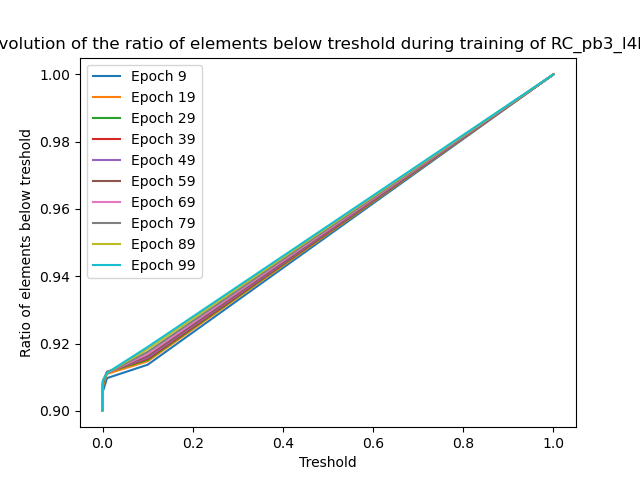 volution of the ratio of elements below treshold during training of RC_pb3_l4
1.00
0.98
0.96
0.94
0.92
0.90
Ratio of elements below treshold
Epoch 9
Epoch 19
Epoch 29
Epoch 39
Epoch 49
Epoch 59
Epoch 69
Epoch 79
Epoch 89
Epoch 99
0.0 0.2 0.4 0.6 0.8 1.0
Treshold